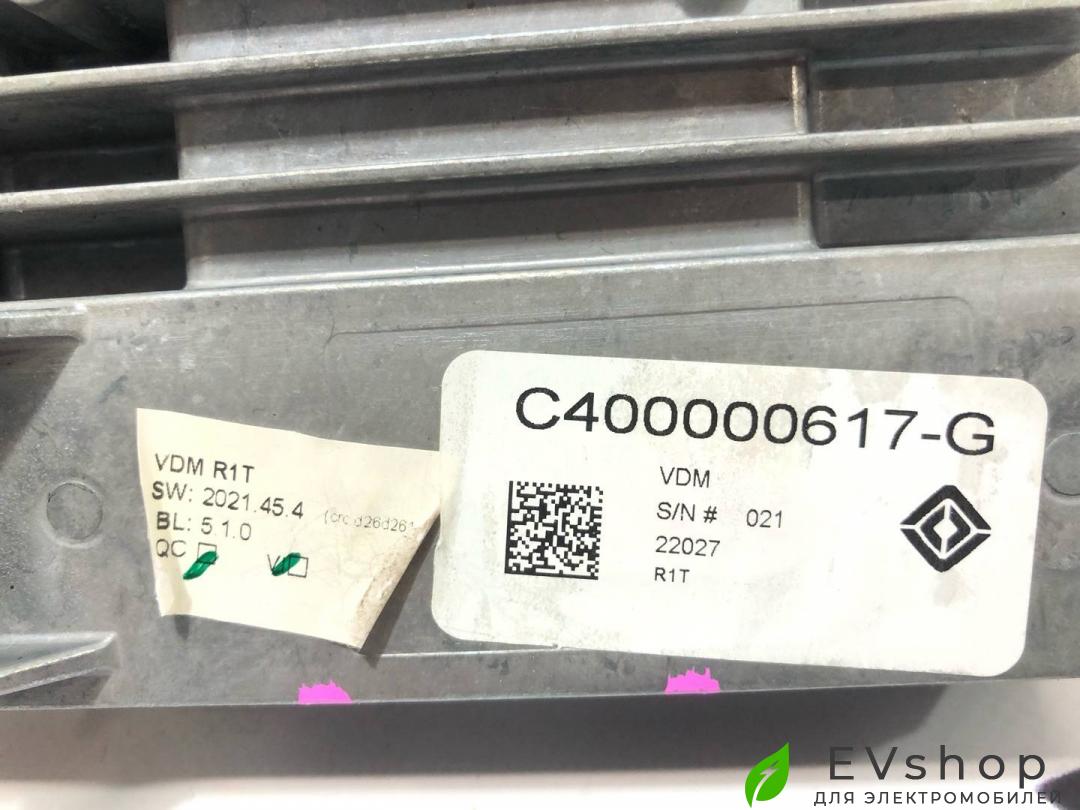 C400000617-G
VDM
S/N # 021
22027
R1T
VDM R1T
SW: 2021.45.4
BL: 5.1.0
QC
EVshop
ДЛЯ ЭЛЕКТРОМОБИЛЕЙ